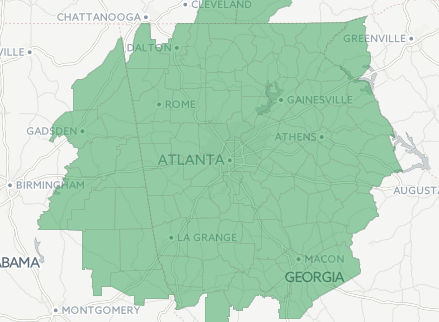 CLEVELAND
CHATTANOOGA
GREENVILLE
DALTON
VILLE
ROME
GAINESVILLE
GADSDEN
ATHENS
ATLANTA
BIRMINGHAM
AUGUSTA
LA GRANGE
MACON
ABAMA
GEORGIA
MONTGOMERY